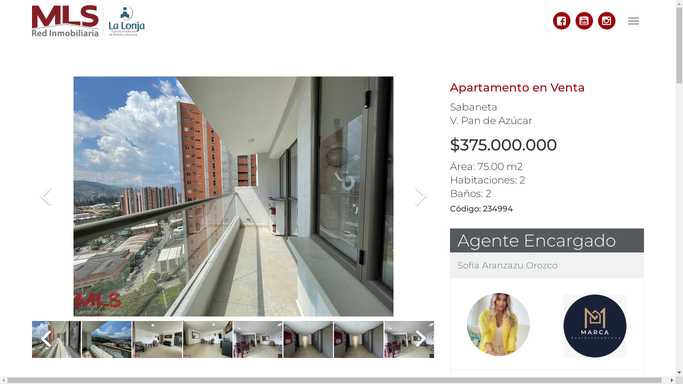 MLS
Red Inmobiliaria
La Lonja
Apartamento en Venta
Sabaneta
V. Pan de Azúcar
$375.000.000
Área: 75.00 m2
Habitaciones: 2
Baños: 2
Código: 234994
Agente Encargado
Sofia Aranzazu Orozco
MLS
MARCA